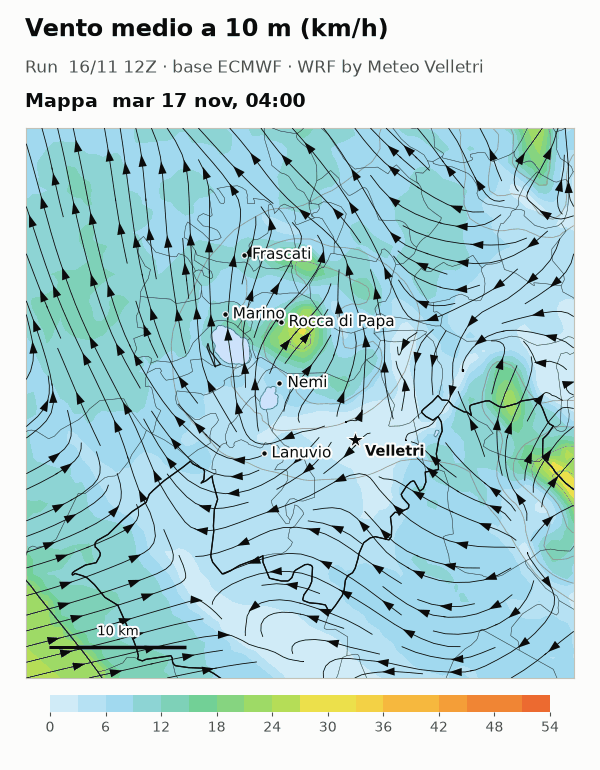 Vento medio a 10 m (km/h)
Run  16/11 12Z · base ECMWF · WRF by Meteo Velletri
Mappa  mar 17 nov, 04:00
Frascati
Marino
Rocca di Papa
Nemi
Velletri
Lanuvio
10 km
0 6 12 18 24 30 36 42 48 54